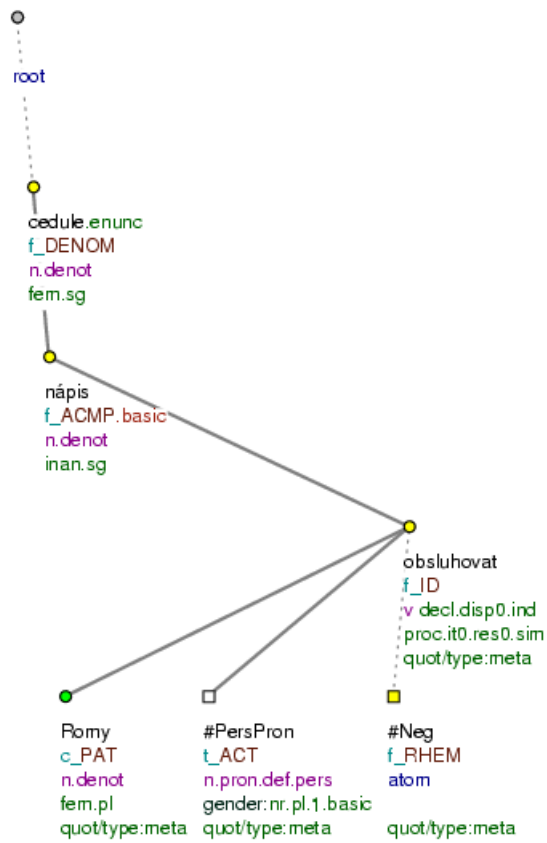 root
cedule.enunc
f_DENOM
n.denot
fem.sg
nápis
f_ACMP.basic
n.denot
inan.sg
obsluhovat
f_ID
v decl.disp0.ind
proc.it0.res0.sim
quot/type:meta
Romy
c_PAT
n.denot
fem.pl
quot/type:meta
#PersPron
t_ACT
n.pron.def.pers
gender:nr.pl.1.basic
quot/type:meta
#Neg
f_RHEM
atom
quot/type:meta